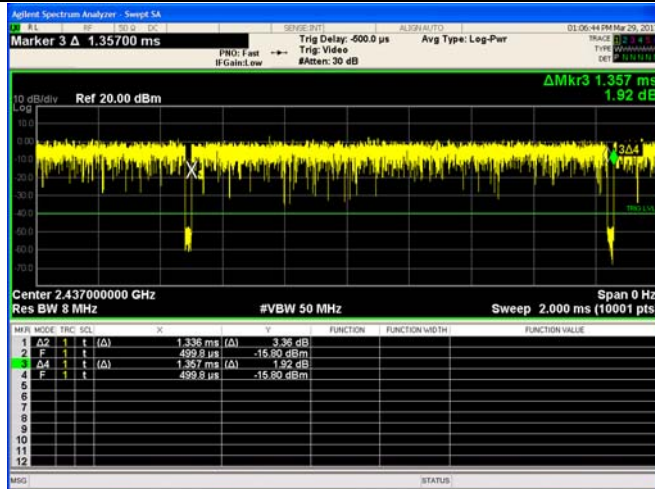 Agilent Spectrum Analyzer - Swept SA
RL RF 50 Ω DC SENSE:INT ALIGN AUTO 01:06:44 PM Mar 29, 201
Marker 3 Δ 1.35700 ms
PNO: Fast
IFGain:Low
Trig Delay: -500.0 µs
Trig: Video
#Atten: 30 dB
Avg Type: Log-Pwr
TRACE 1 2 3 4 5
TYPE
DET P N N N N
ΔMkr3 1.357 ms
1.92 dB
10 dB/div Ref 20.00 dBm
Log
10.0
0.00
-10.0
-20.0
-30.0
-40.0
-50.0
-60.0
-70.0
3Δ4
TRIG LVL
Center 2.437000000 GHz Span 0 Hz
Res BW 8 MHz #VBW 50 MHz Sweep 2.000 ms (10001 pts
MKR MODE TRC SCL X Y FUNCTION FUNCTION WIDTH FUNCTION VALUE
1 Δ2 1 t (Δ) 1.336 ms (Δ) 3.36 dB
2 F 1 t 499.8 µs -15.80 dBm
3 Δ4 1 t (Δ) 1.357 ms (Δ) 1.92 dB
4 F 1 t 499.8 µs -15.80 dBm
5
6
7
8
9
10
11
12
MSG STATUS